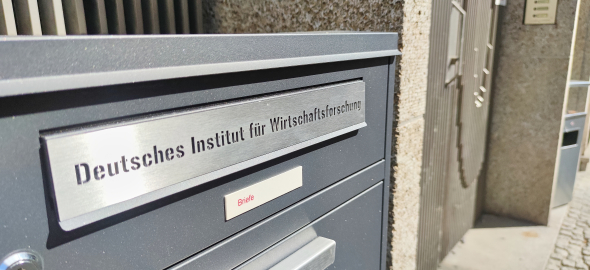 Deutsches Institut für Wirtschaftsforschung
Briefe